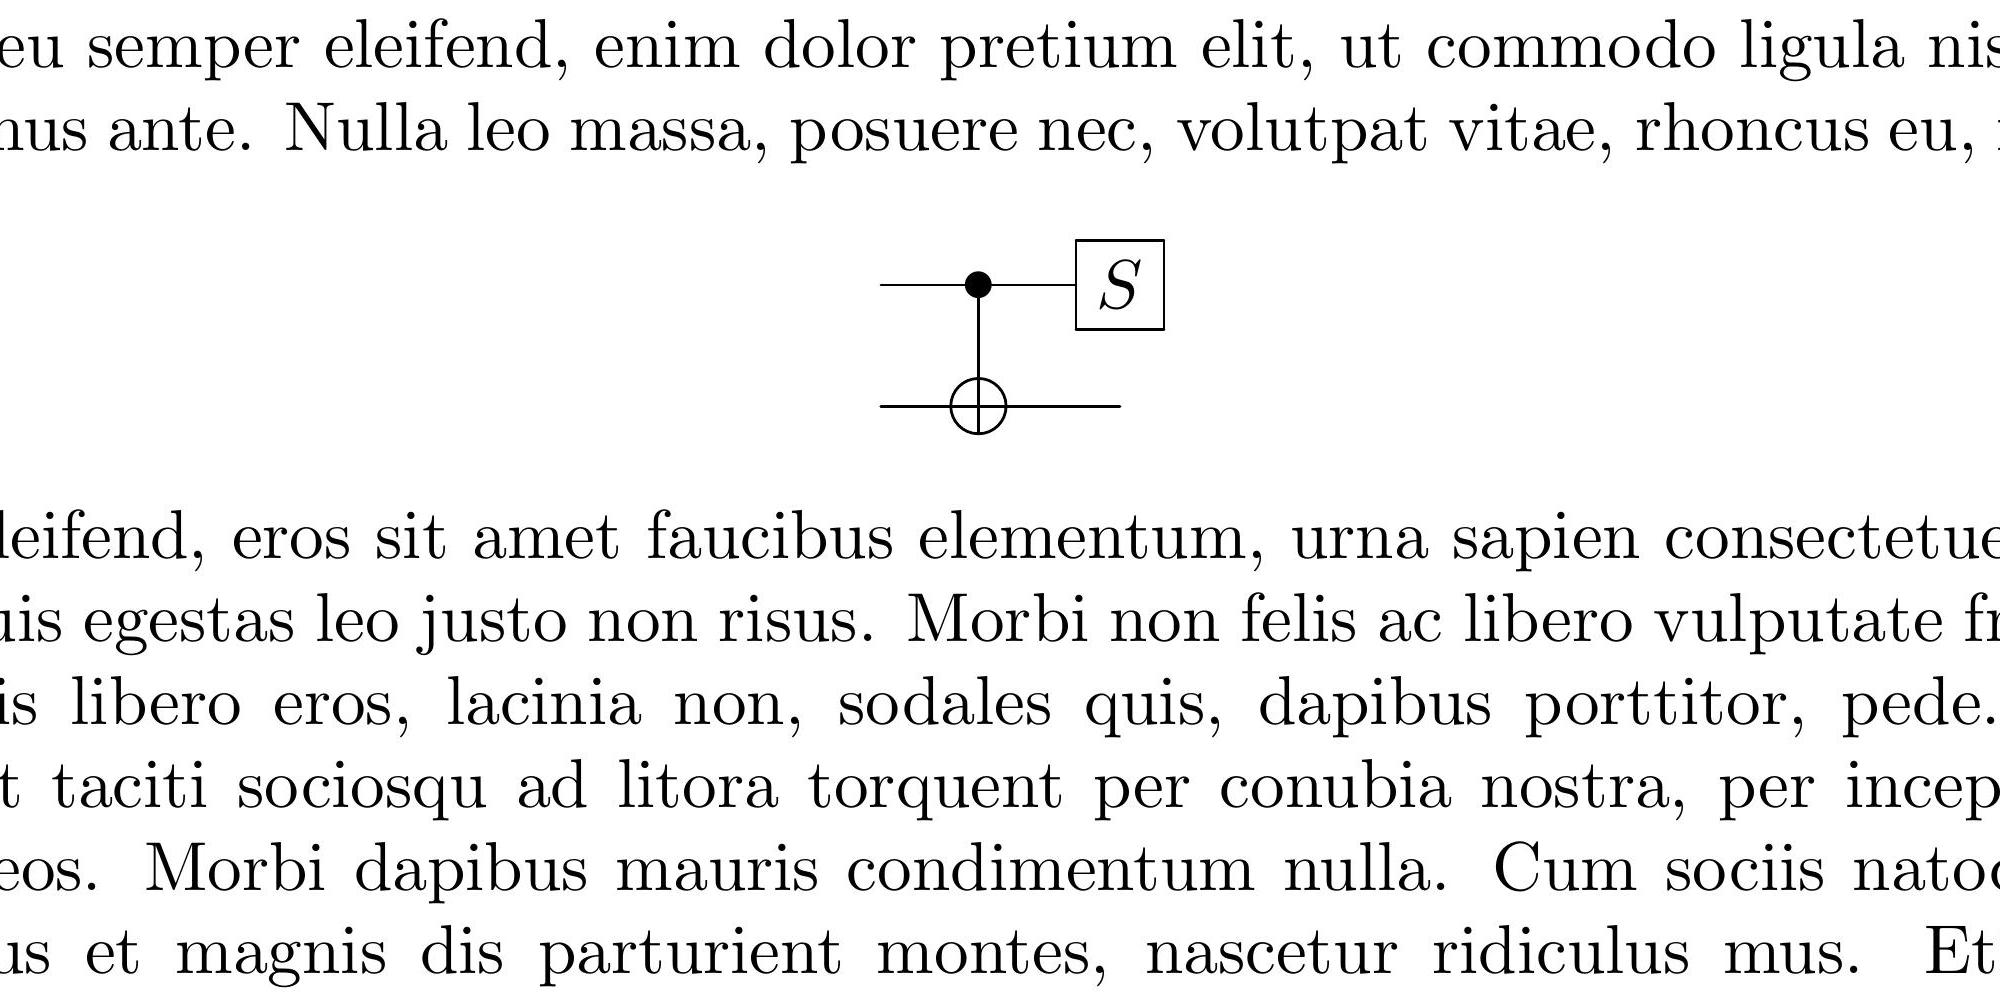 eu semper eleifend, enim dolor pretium elit, ut commodo ligula nis
nus ante. Nulla leo massa, posuere nec, volutpat vitae, rhoncus eu,
S
leifend, eros sit amet faucibus elementum, urna sapien consectetue
uis egestas leo justo non risus. Morbi non felis ac libero vulputate fr
is libero eros, lacinia non, sodales quis, dapibus porttitor, pede.
t taciti sociosqu ad litora torquent per conubia nostra, per incep
eos. Morbi dapibus mauris condimentum nulla. Cum sociis natoc
us et magnis dis parturient montes, nascetur ridiculus mus. Et